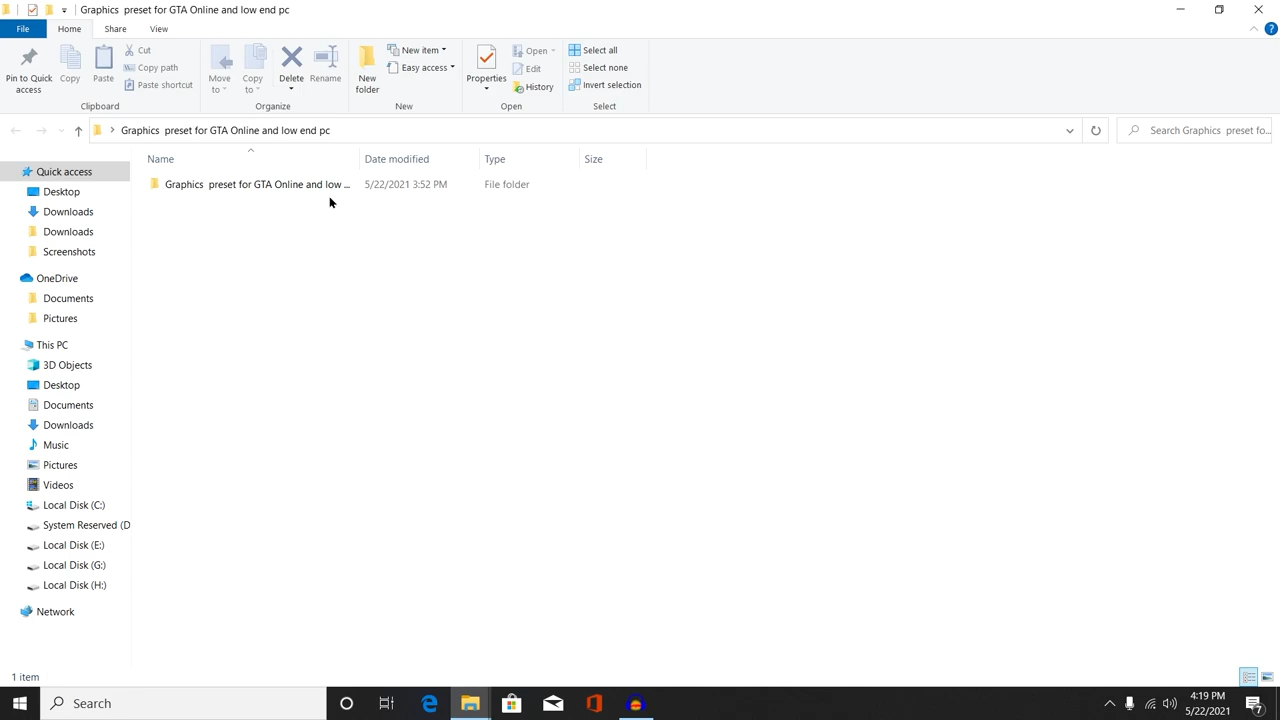 Graphics  preset for GTA Online and low end pc
File
Home
Share
View
Pin to Quick access
Copy
Paste
Cut
Copy path
Paste shortcut
Clipboard
Move to
Copy to
Delete
Rename
Organize
New folder
New item
Easy access
New
Properties
Open
Edit
History
Open
Select all
Select none
Invert selection
Select
Graphics  preset for GTA Online and low end pc
Search Graphics  preset fo...
Name
Date modified
Type
Size
Graphics  preset for GTA Online and low ...
5/22/2021 3:52 PM
File folder
Quick access
Desktop
Downloads
Downloads
Screenshots
OneDrive
Documents
Pictures
This PC
3D Objects
Desktop
Documents
Downloads
Music
Pictures
Videos
Local Disk (C:)
System Reserved (D
Local Disk (E:)
Local Disk (G:)
Local Disk (H:)
Network
1 item
Search
4:19 PM
5/22/2021
7